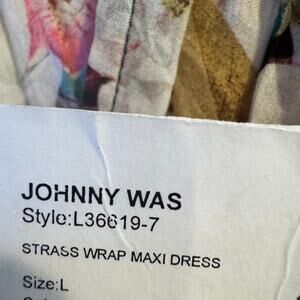 JOHNNY WAS
Style:L36619-7
STRASS WRAP MAXI DRESS
Size:L